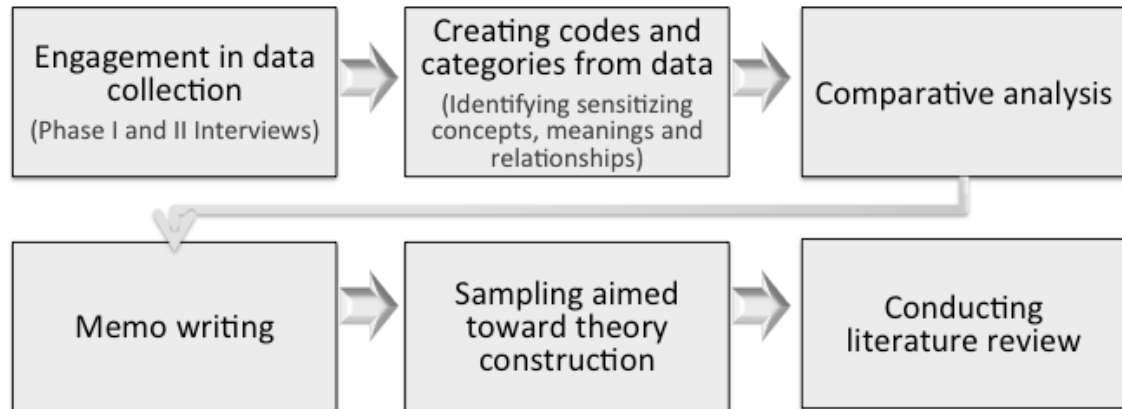 Engagement in data
collection
(Phase I and II Interviews)
Creating codes and
categories from data
(Identifying sensitizing
concepts, meanings and
relationships)
Comparative analysis
Memo writing
Sampling aimed
toward theory
construction
Conducting
literature review